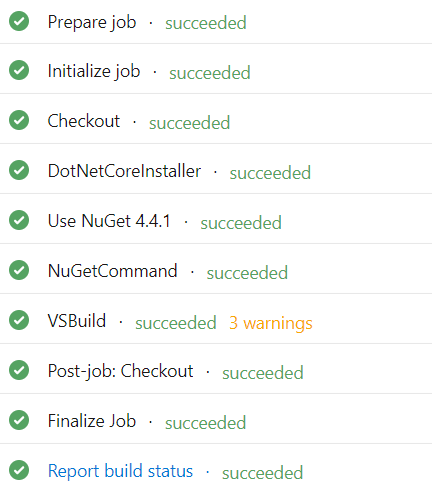 Prepare job · succeeded
Initialize job · succeeded
Checkout · succeeded
DotNetCoreInstaller · succeeded
Use NuGet 4.4.1 · succeeded
NuGetCommand · succeeded
VSBuild · succeeded 3 warnings
Post-job: Checkout · succeeded
Finalize Job · succeeded
Report build status · succeeded